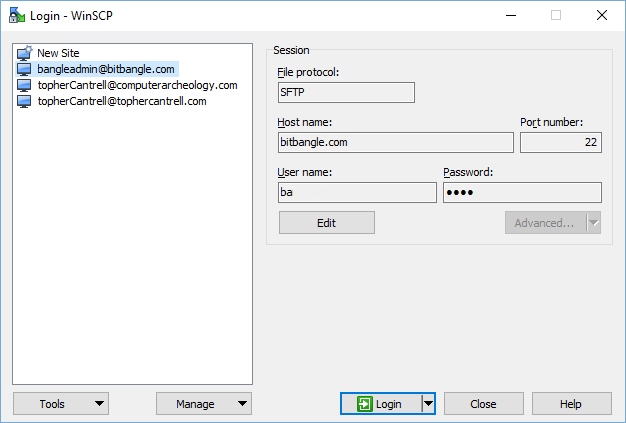 Login - WinSCP
New Site
bangleadmin@bitbangle.com
topherCantrell@computerarcheology.com
topherCantrell@tophercantrell.com
Session
File protocol:
SFTP
Host name:
Port number:
bitbangle.com
22
User name:
Password:
ba
●●●●
Edit
Advanced...
Tools
Manage
Login
Close
Help